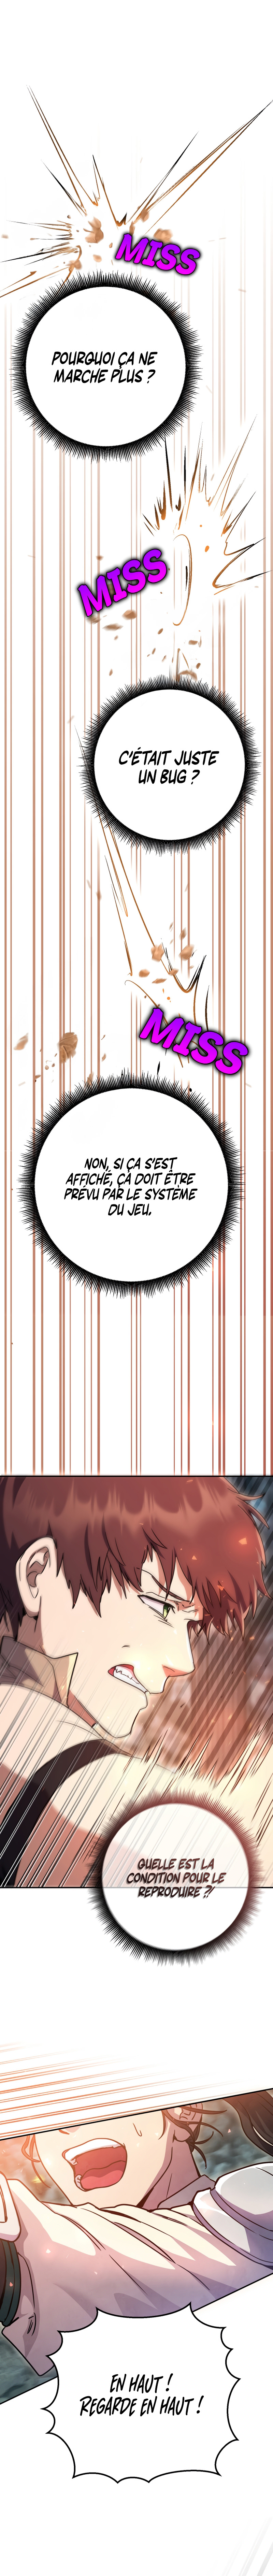 MISS
POURQUOI ÇA NE
MARCHE PLUS ?
MISS
C'ÉTAIT JUSTE
UN BUG ?
MISS
NON, SI ÇA S'EST
AFFICHÉ, ÇA DOIT ÊTRE
PRÉVU PAR LE SYSTÈME
DU JEU.
QUELLE EST LA
CONDITION POUR LE
REPRODUIRE ?!
EN HAUT !
REGARDE EN HAUT !